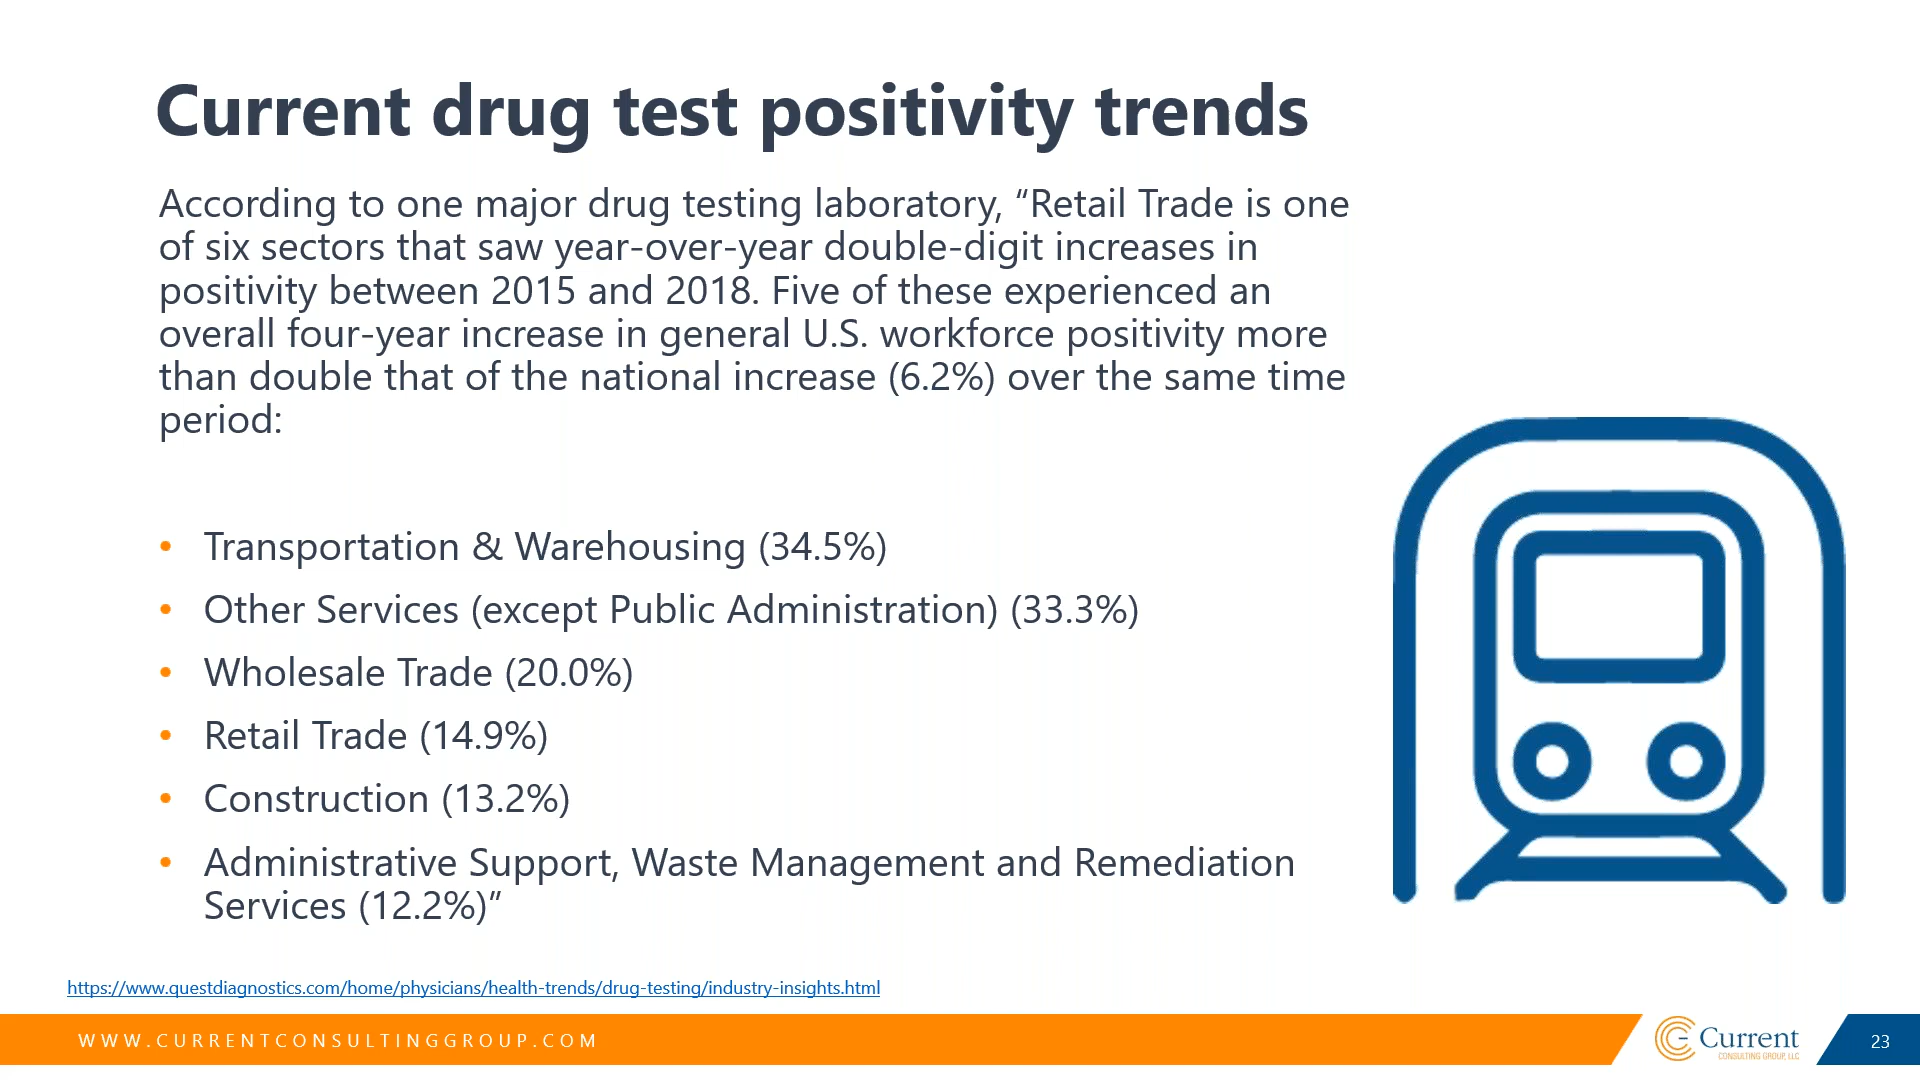 Current drug test positivity trends
According to one major drug testing laboratory, “Retail Trade is one
of six sectors that saw year-over-year double-digit increases in
positivity between 2015 and 2018. Five of these experienced an
overall four-year increase in general U.S. workforce positivity more
than double that of the national increase (6.2%) over the same time
period:
• Transportation & Warehousing (34.5%)
• Other Services (except Public Administration) (33.3%)
• Wholesale Trade (20.0%)
• Retail Trade (14.9%)
• Construction (13.2%)
• Administrative Support, Waste Management and Remediation
Services (12.2%)”
https://www.questdiagnostics.com/home/physicians/health-trends/drug-testing/industry-insights.html
WWW.CURRENTCONSULTINGGROUP.COM
Current
CONSULTING GROUP, LLC
23